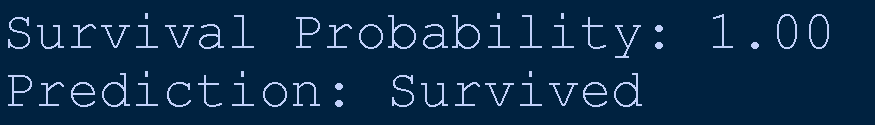 Survival Probability: 1.00
Prediction: Survived